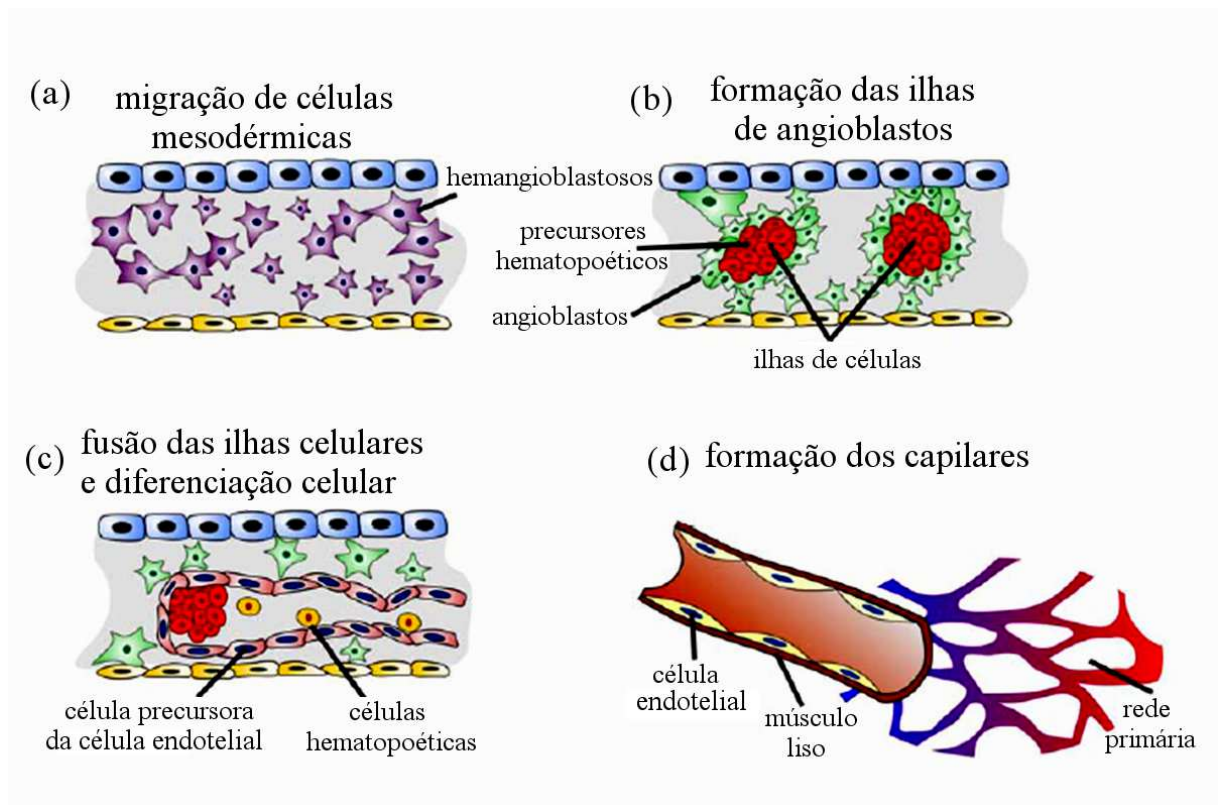 (a) migração de células
mesodérmicas
hemangioblastosos
(b) formação das ilhas
de angioblastos
precursores
hematopoéticos
angioblastos
ilhas de células
(c) fusão das ilhas celulares
e diferenciação celular
célula precursora
da célula endotelial
células
hematopoéticas
(d) formação dos capilares
célula
endotelial
músculo
liso
rede
primária